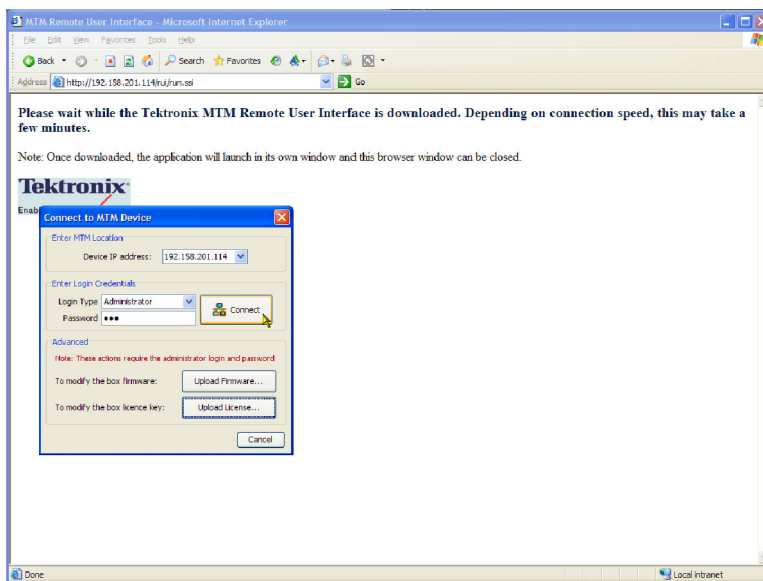 MTM Remote User Interface - Microsoft Internet Explorer
File Edit View Favorites Tools Help
Back Search Favorites
Address http://192.158.201.114/rui/run.ssi Go
Please wait while the Tektronix MTM Remote User Interface is downloaded. Depending on connection speed, this may take a
few minutes.
Note: Once downloaded, the application will launch in its own window and this browser window can be closed.
Tektronix
Enab
Connect to MTM Device
Enter MTM Location
Device IP address: 192.158.201.114
Enter Login Credentials
Login Type Administrator
Connect
Password •••
Advanced
Note: These actions require the administrator login and password
To modify the box firmware: Upload Firmware...
To modify the box licence key: Upload License...
Cancel
Done Local intranet